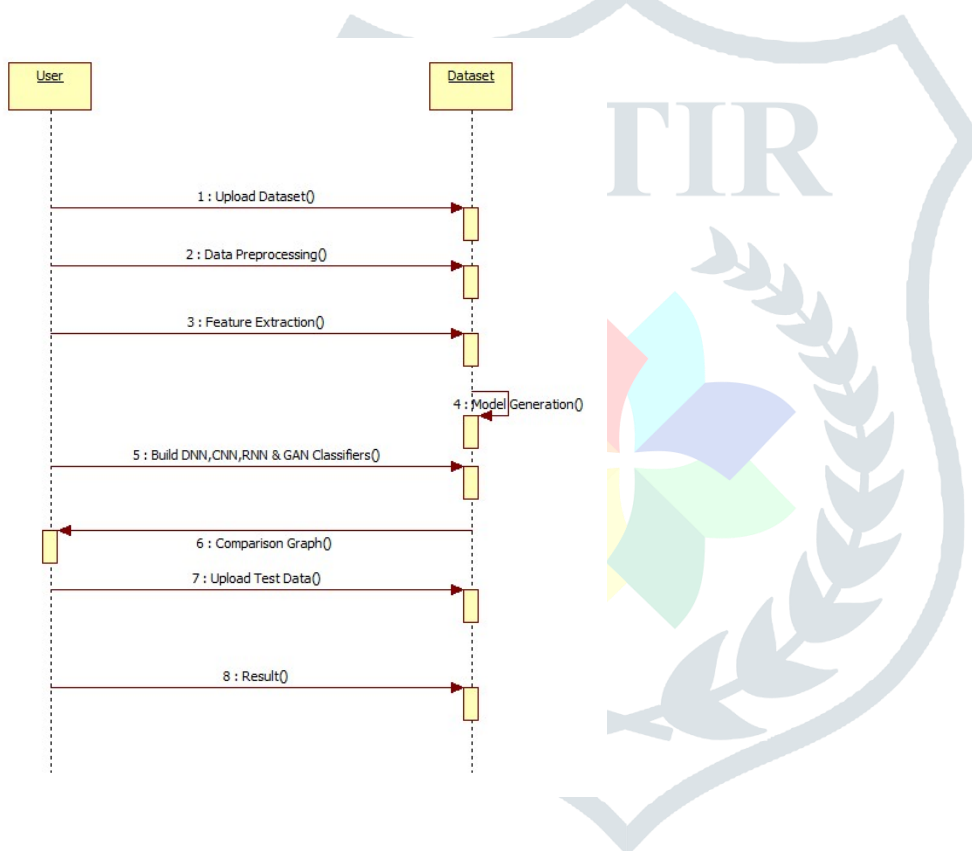 User
Dataset
1 : Upload Dataset()
2 : Data Preprocessing()
3 : Feature Extraction()
4 : Model Generation()
5 : Build DNN,CNN,RNN & GAN Classifiers()
6 : Comparison Graph()
7 : Upload Test Data()
8 : Result()
TIR